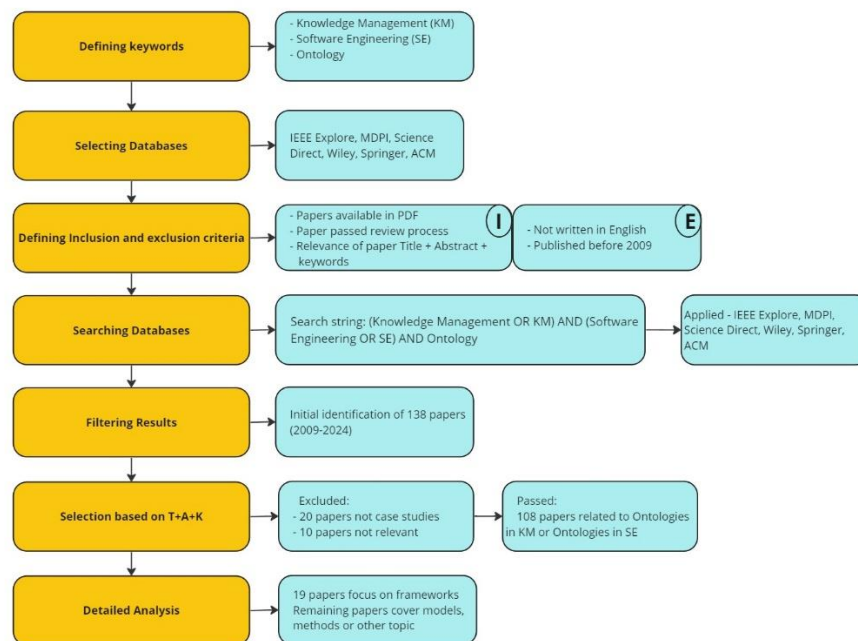 Defining keywords
- Knowledge Management (KM)
- Software Engineering (SE)
- Ontology
Selecting Databases
IEEE Explore, MDPI, Science
Direct, Wiley, Springer, ACM
Defining Inclusion and exclusion criteria
- Papers available in PDF
- Paper passed review process
- Relevance of paper Title + Abstract +
keywords
I
- Not written in English
- Published before 2009
E
Searching Databases
Search string: (Knowledge Management OR KM) AND (Software
Engineering OR SE) AND Ontology
Applied - IEEE Explore, MDPI,
Science Direct, Wiley, Springer,
ACM
Filtering Results
Initial identification of 138 papers
(2009-2024)
Selection based on T+A+K
Excluded:
- 20 papers not case studies
- 10 papers not relevant
Passed:
108 papers related to Ontologies
in KM or Ontologies in SE
Detailed Analysis
19 papers focus on frameworks
Remaining papers cover models,
methods or other topic